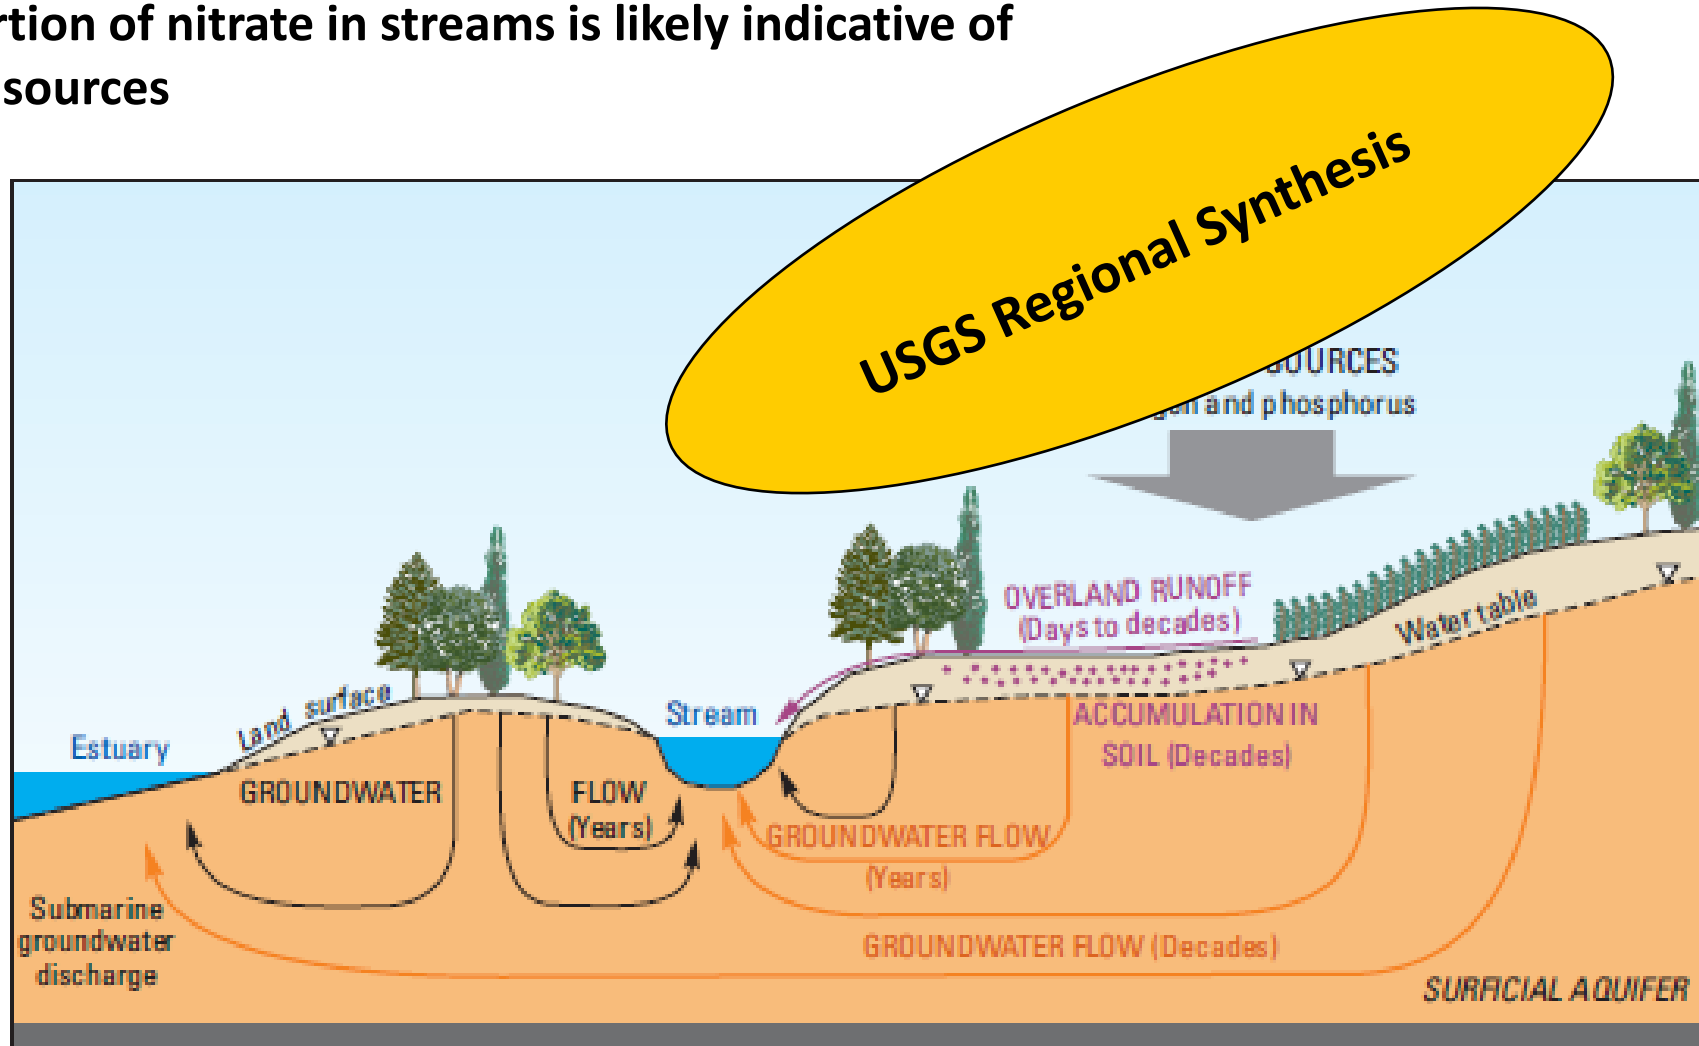 rtion of nitrate in streams is likely indicative of
sources
USGS Regional Synthesis
OURCES
and phosphorus
OVERLAND RUNOFF
(Days to decades)
Water table
Land surface
Stream
Estuary
ACCUMULATION IN
SOIL (Decades)
GROUNDWATER
FLOW
(Years)
GROUNDWATER FLOW
(Years)
Submarine
groundwater
discharge
GROUNDWATER FLOW (Decades)
SURFICIAL AQUIFER